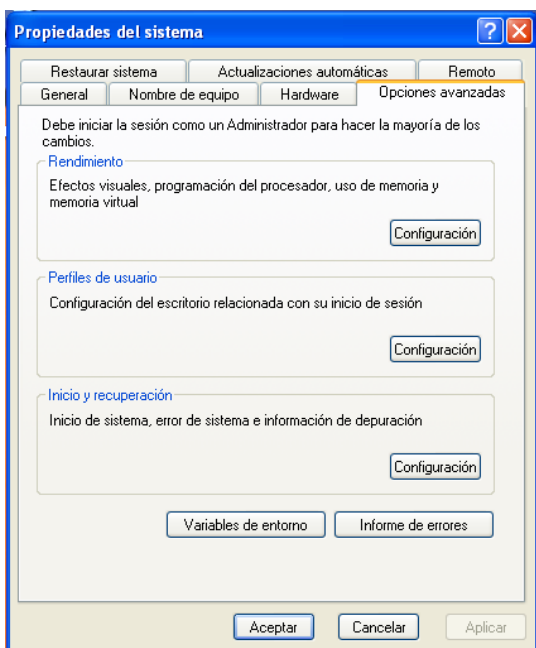 Propiedades del sistema
Restaurar sistema
Actualizaciones automáticas
Remoto
General
Nombre de equipo
Hardware
Opciones avanzadas
Debe iniciar la sesión como un Administrador para hacer la mayoría de los
cambios.
Rendimiento
Efectos visuales, programación del procesador, uso de memoria y
memoria virtual
Configuración
Perfiles de usuario
Configuración del escritorio relacionada con su inicio de sesión
Configuración
Inicio y recuperación
Inicio de sistema, error de sistema e información de depuración
Configuración
Variables de entorno
Informe de errores
Aceptar
Cancelar
Aplicar